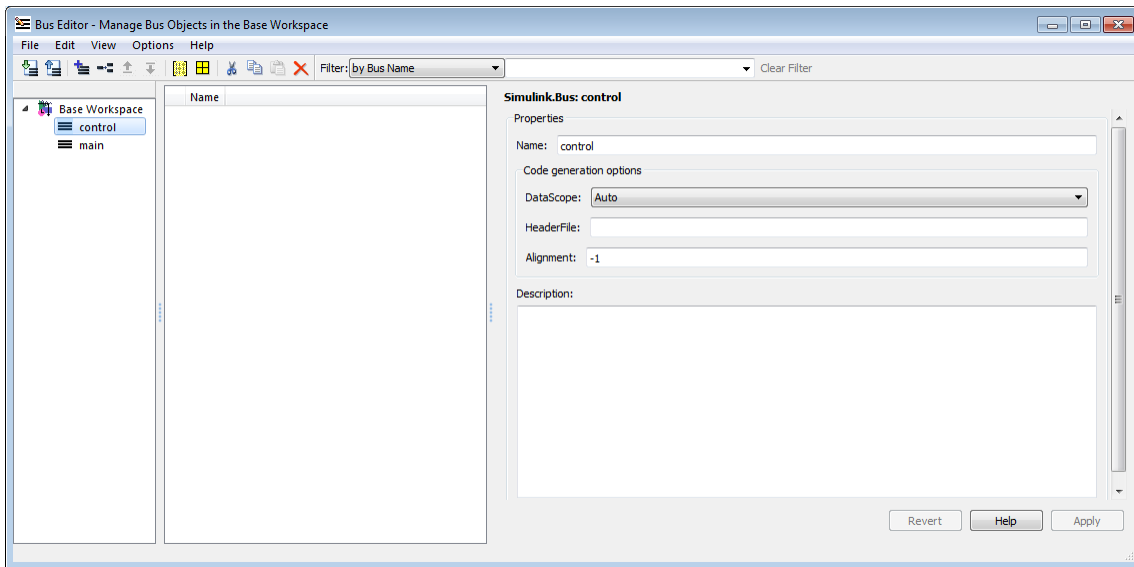 Bus Editor - Manage Bus Objects in the Base Workspace
File Edit View Options Help
Filter: by Bus Name Clear Filter
Base Workspace
control
main
Name
Simulink.Bus: control
Properties
Name: control
Code generation options
DataScope: Auto
HeaderFile:
Alignment: -1
Description:
Revert Help Apply